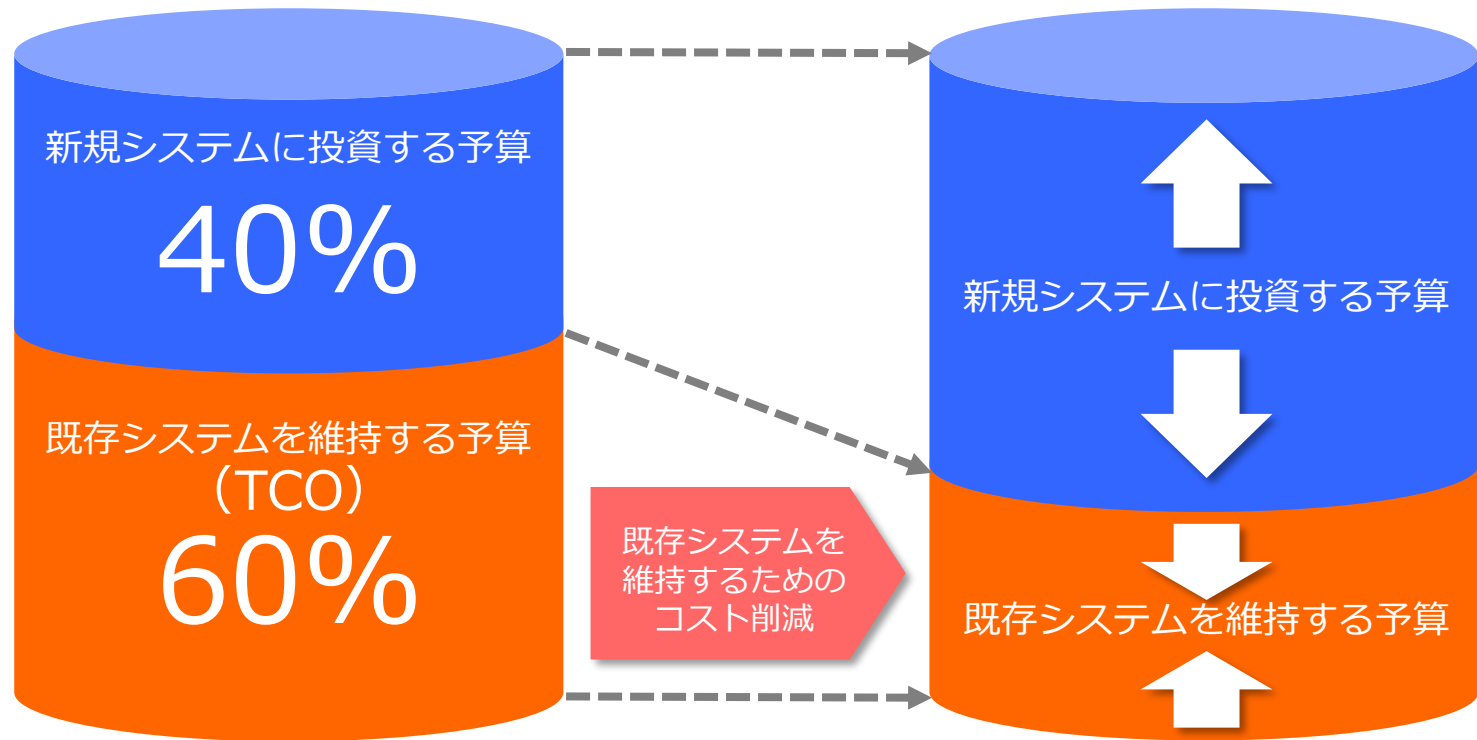 新規システムに投資する予算
40%
既存システムを維持する予算
（TCO）
60%
既存システムを
維持するための
コスト削減
新規システムに投資する予算
既存システムを維持する予算